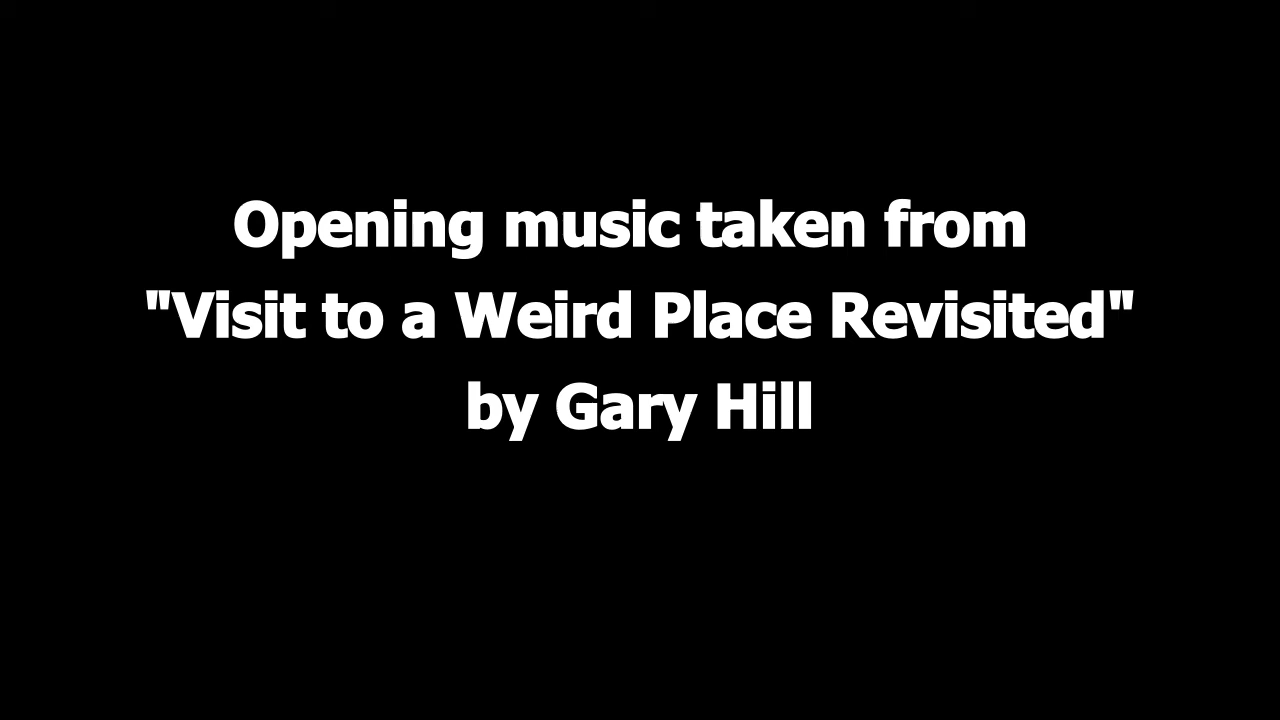 Opening music taken from
"Visit to a Weird Place Revisited"
by Gary Hill